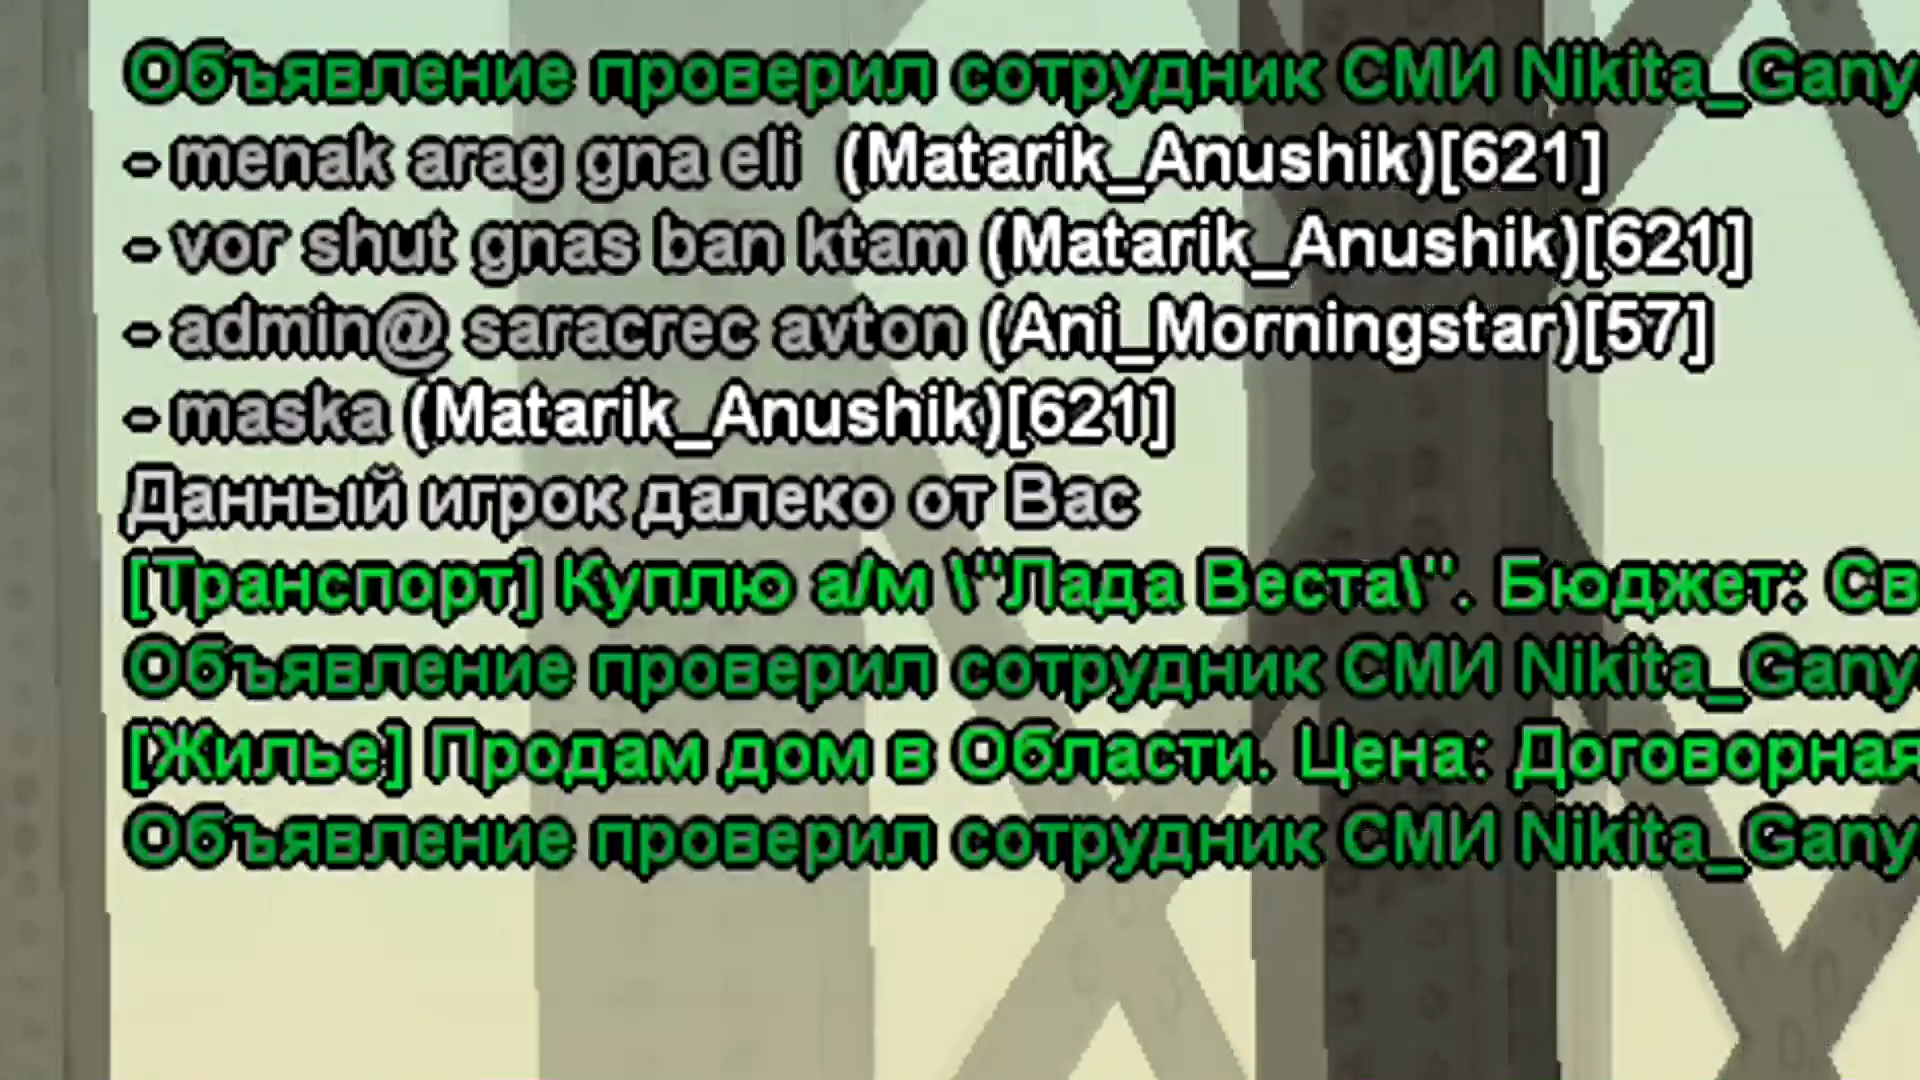 Объявление проверил сотрудник СМИ Nikita_Gany
- menak arag gna eli (Matarik_Anushik)[621]
- vor shut gnas ban ktam (Matarik_Anushik)[621]
- admin@ saracrec avton (Ani_Morningstar)[57]
- maska (Matarik_Anushik)[621]
Данный игрок далеко от Вас
[Транспорт] Куплю а/м \"Лада Веста\". Бюджет: Св
Объявление проверил сотрудник СМИ Nikita_Gany
[Жилье] Продам дом в Области. Цена: Договорная
Объявление проверил сотрудник СМИ Nikita_Gany